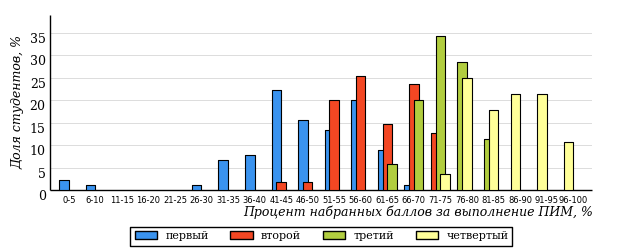 Доля студентов, %
35
30
25
20
15
10
5
0
0-5 6-10 11-15 16-20 21-25 26-30 31-35 36-40 41-45 46-50 51-55 56-60 61-65 66-70 71-75 76-80 81-85 86-90 91-95 96-100
Процент набранных баллов за выполнение ПИМ, %
первый второй третий четвертый